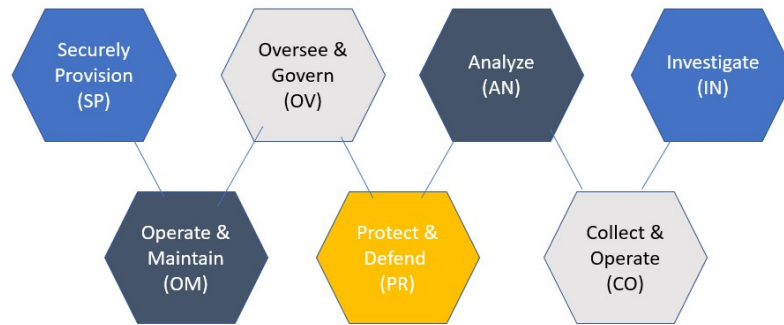 Securely
Provision
(SP)
Oversee &
Govern
(OV)
Analyze
(AN)
Investigate
(IN)
Operate &
Maintain
(OM)
Protect &
Defend
(PR)
Collect &
Operate
(CO)